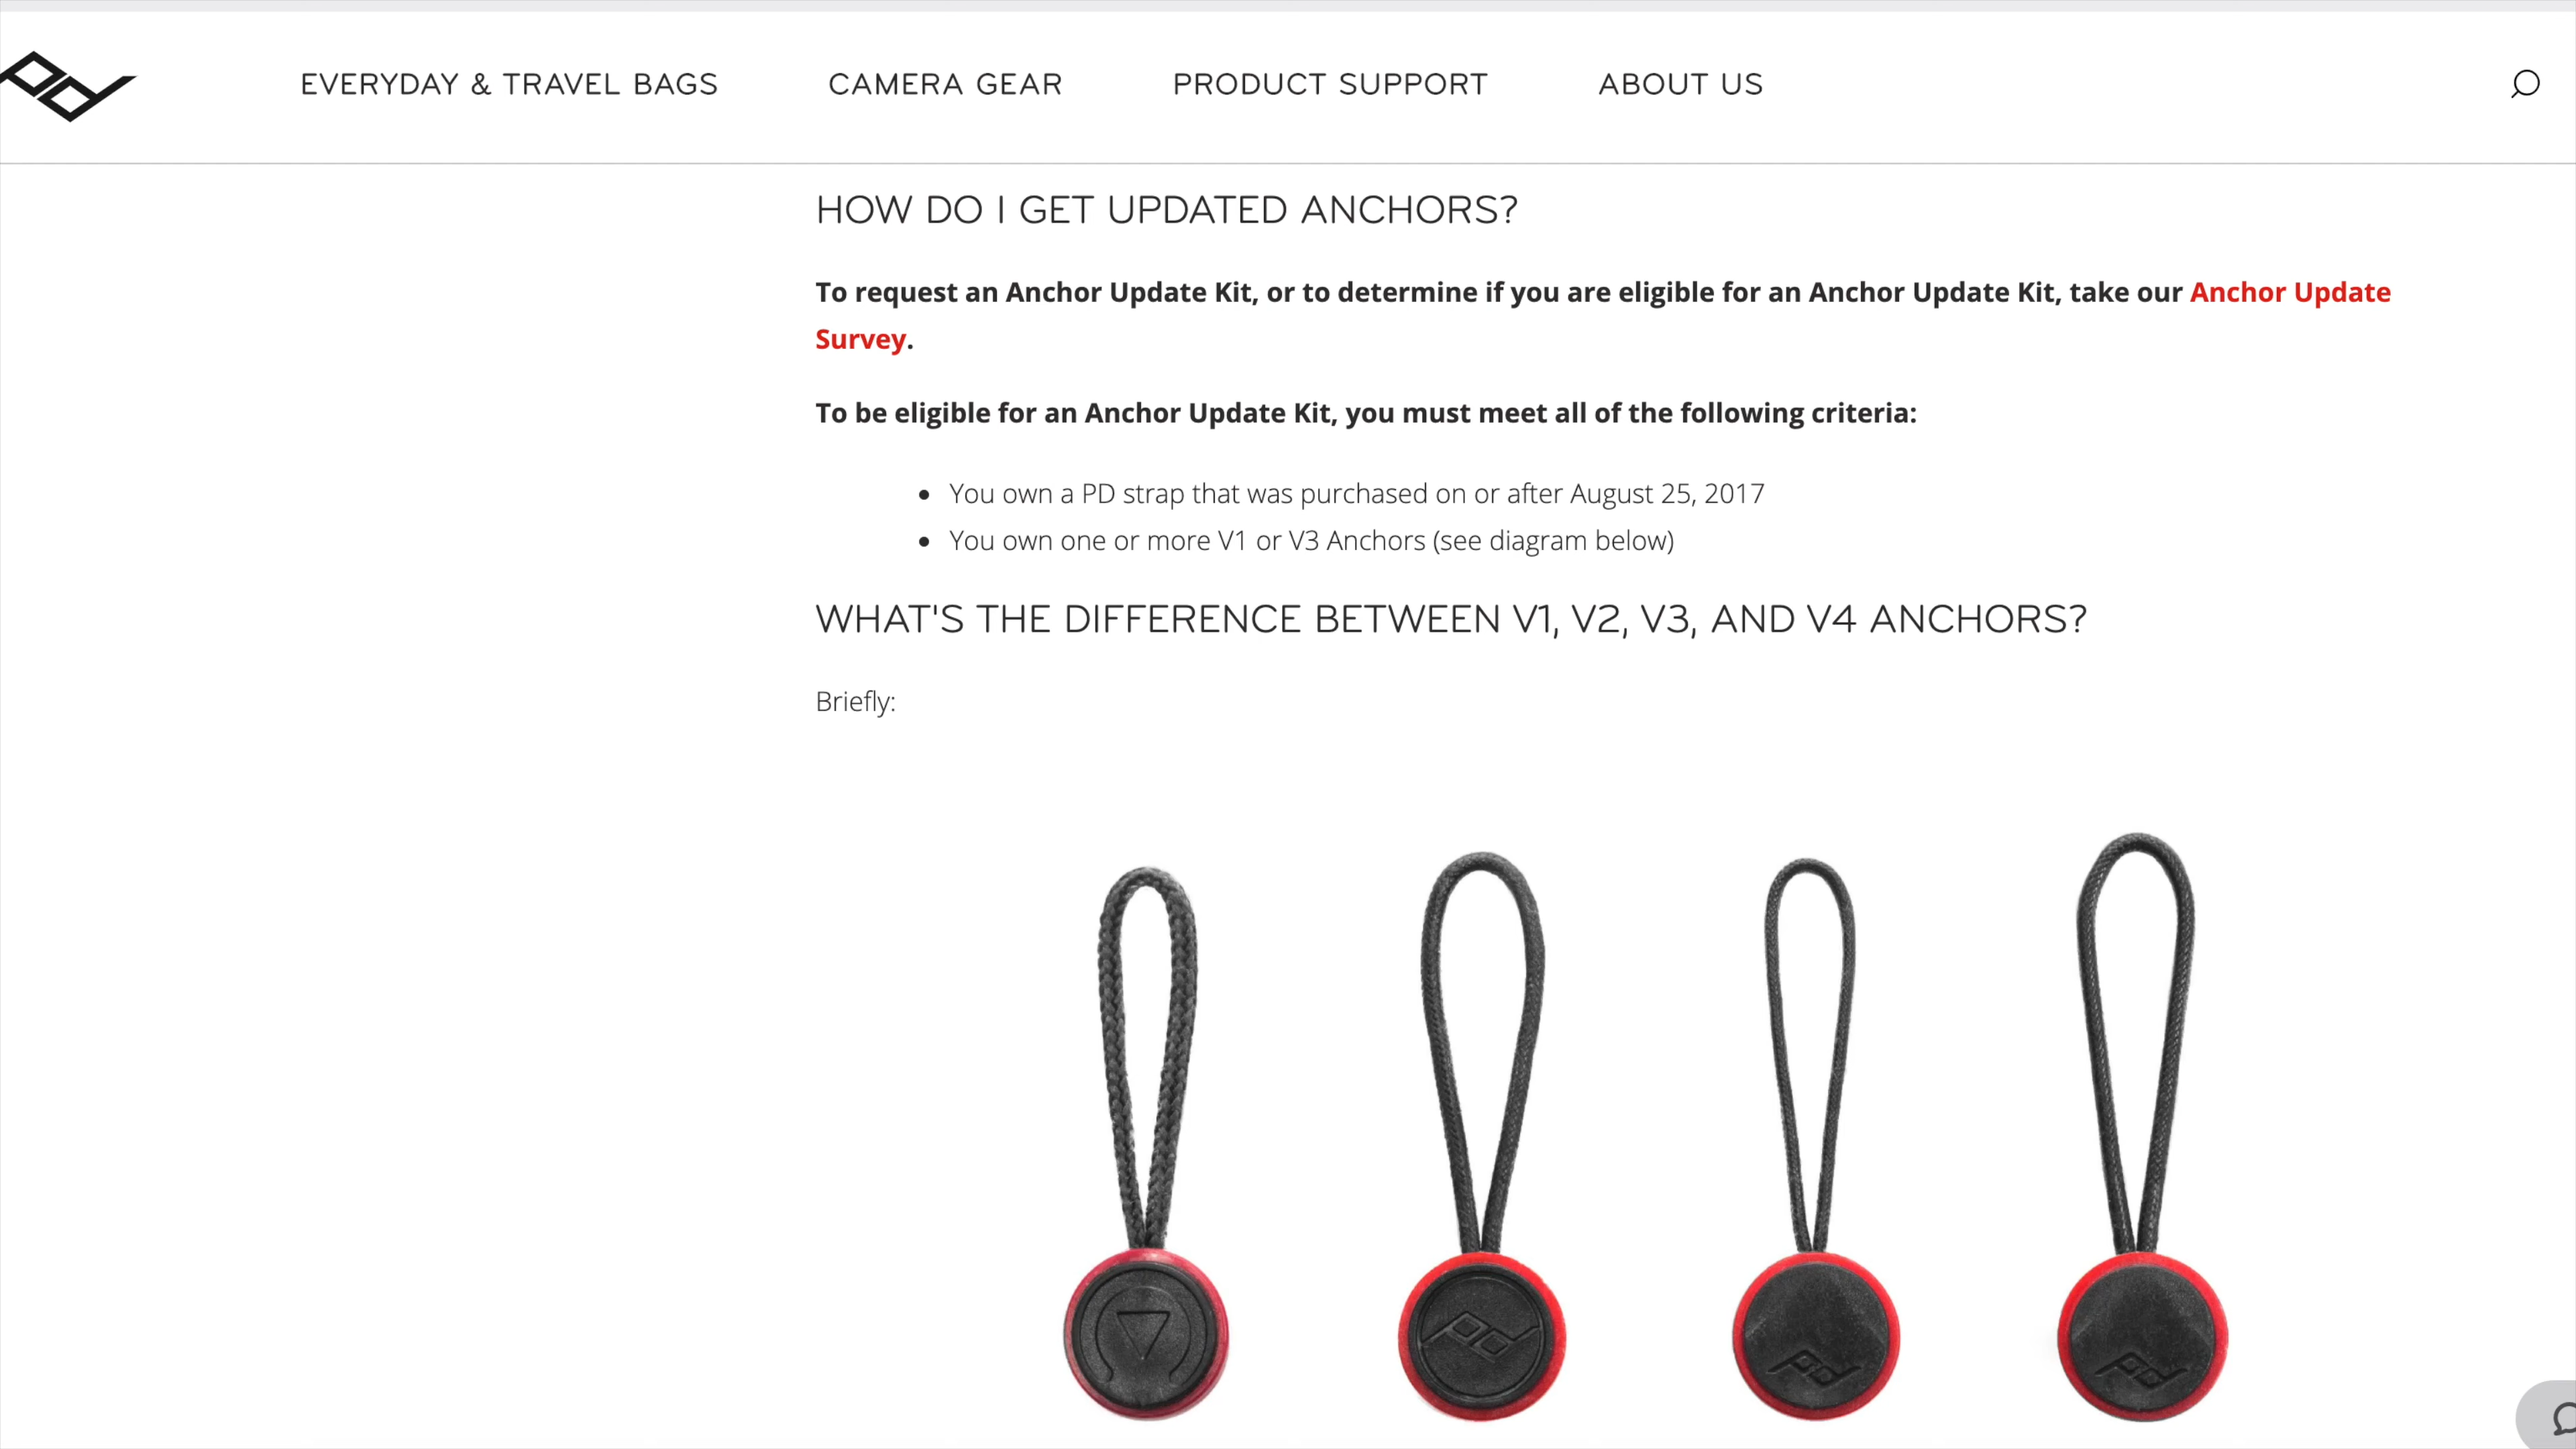 EVERYDAY & TRAVEL BAGS CAMERA GEAR PRODUCT SUPPORT ABOUT US
HOW DO I GET UPDATED ANCHORS?
To request an Anchor Update Kit, or to determine if you are eligible for an Anchor Update Kit, take our Anchor Update
Survey.
To be eligible for an Anchor Update Kit, you must meet all of the following criteria:
• You own a PD strap that was purchased on or after August 25, 2017
• You own one or more V1 or V3 Anchors (see diagram below)
WHAT'S THE DIFFERENCE BETWEEN V1, V2, V3, AND V4 ANCHORS?
Briefly:
pd
pd
pd